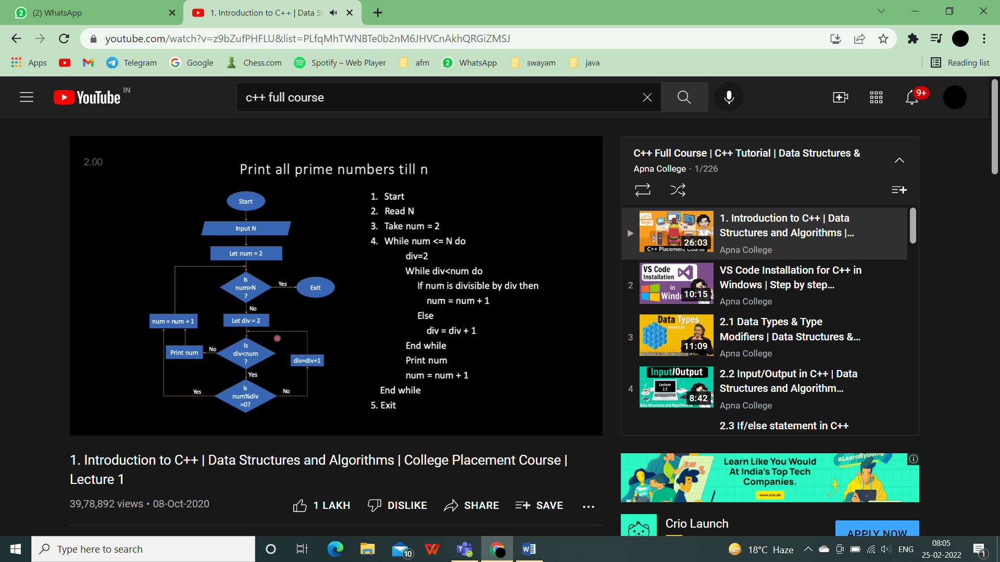 (2) WhatsApp
1. Introduction to C++ | Data St
youtube.com/watch?v=z9bZufPHFLU&list=PLfqMhTWNBTe0b2nM6JHVCnAkhQRGiZMSJ
Apps
Telegram
Google
Chess.com
Spotify – Web Player
afm
2
WhatsApp
swayam
java
Reading list
YouTube IN
c++ full course
9+
2.00
Print all prime numbers till n
Start
Input N
Let num = 2
Is
num>N
?
Yes
Exit
No
Let div = 2
num = num + 1
Is
div<num
?
No
Print num
div=div+1
Yes
Is
num%div
=0?
Yes
No
1. Start
2. Read N
3. Take num = 2
4. While num <= N do
div=2
While div<num do
If num is divisible by div then
num = num + 1
Else
div = div + 1
End while
Print num
num = num + 1
End while
5. Exit
C++ Full Course | C++ Tutorial | Data Structures &
Apna College - 1/226
Let's
Begin
26:03
C++ Placement Course
1. Introduction to C++ | Data
Structures and Algorithms |...
Apna College
2
VS Code
Installation
in
Windo
10:15
VS Code Installation for C++ in
Windows | Step by step...
Apna College
3
Data Types
Lecture 2.1
11:09
Data Structures and Algorithms in C++
2.1 Data Types & Type
Modifiers | Data Structures &...
Apna College
4
Input/Output
Lecture
2.2
8:42
Data Structures and Algorithms in C++
2.2 Input/Output in C++ | Data
Structures and Algorithm...
Apna College
2.3 If/else statement in C++
1. Introduction to C++ | Data Structures and Algorithms | College Placement Course |
Lecture 1
39,78,892 views • 08-Oct-2020
1 LAKH
DISLIKE
SHARE
SAVE
Learn Like You Would
At India's Top Tech
Companies.
www.crio.do
#LearnByDoing
Crio Launch
APPLY NOW
Type here to search
10
18°C Haze
ENG
08:05
25-02-2022
1